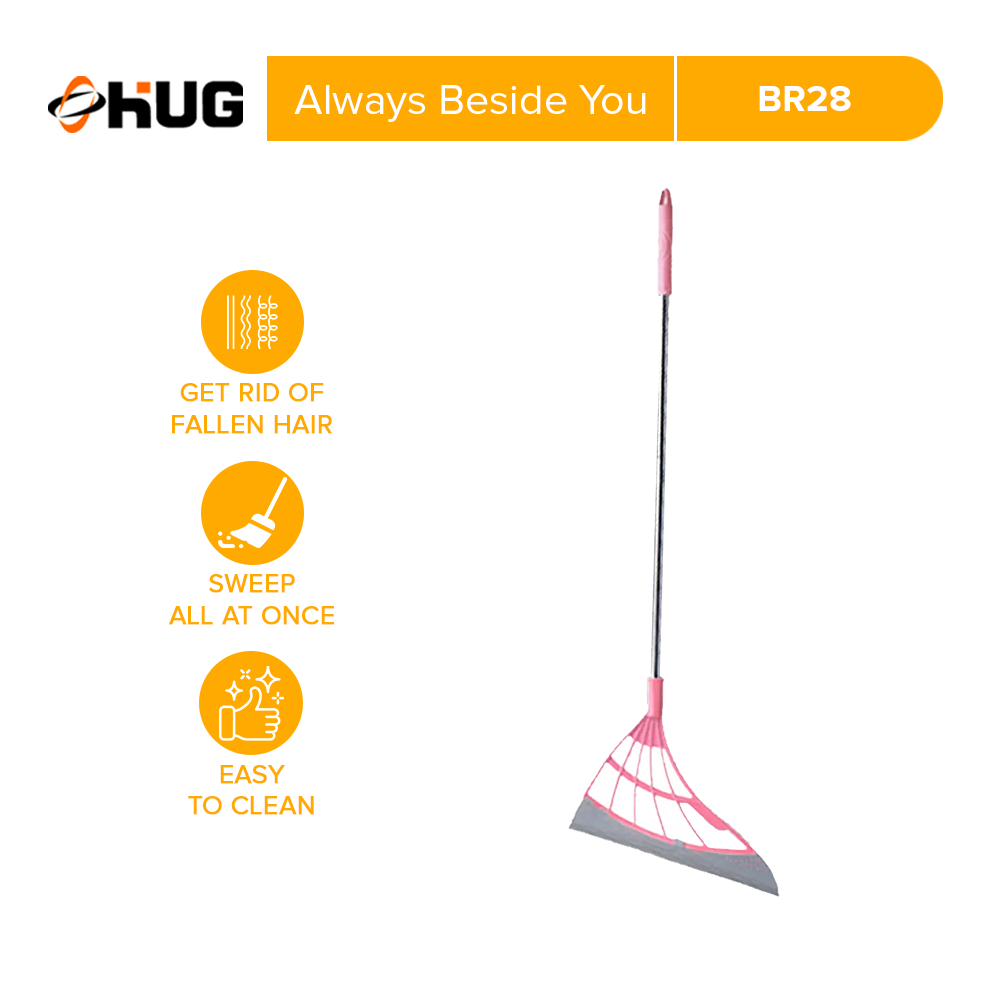 HUG
Always Beside You
BR28
GET RID OF
FALLEN HAIR
SWEEP
ALL AT ONCE
EASY
TO CLEAN